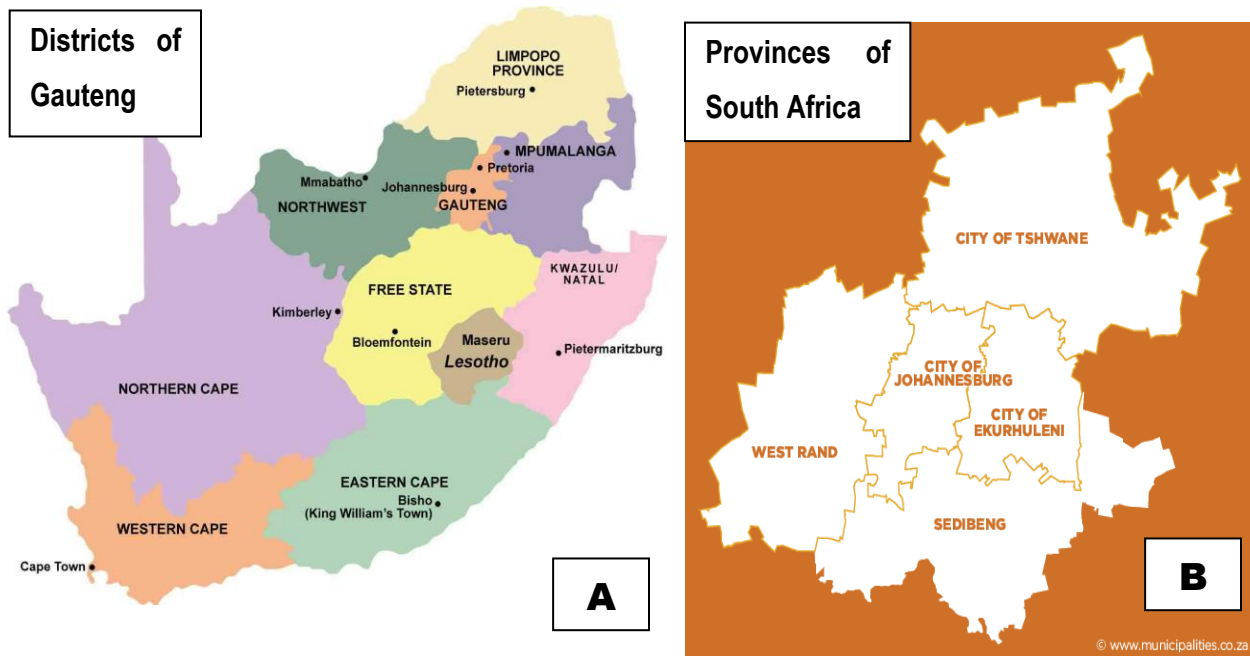 Districts of
Gauteng
LIMPOPO
PROVINCE
Pietersburg
MPUMALANGA
Pretoria
Mmabatho
Johannesburg
NORTHWEST
GAUTENG
KWAZULU/
NATAL
FREE STATE
Kimberley
Bloemfontein
Maseru
Lesotho
Pietermaritzburg
NORTHERN CAPE
EASTERN CAPE
Bisho
(King William's Town)
WESTERN CAPE
Cape Town
A
Provinces of
South Africa
CITY OF TSHWANE
CITY OF
JOHANNESBURG
CITY OF
EKURHULENI
WEST RAND
SEDIBENG
B
© www.municipalities.co.za